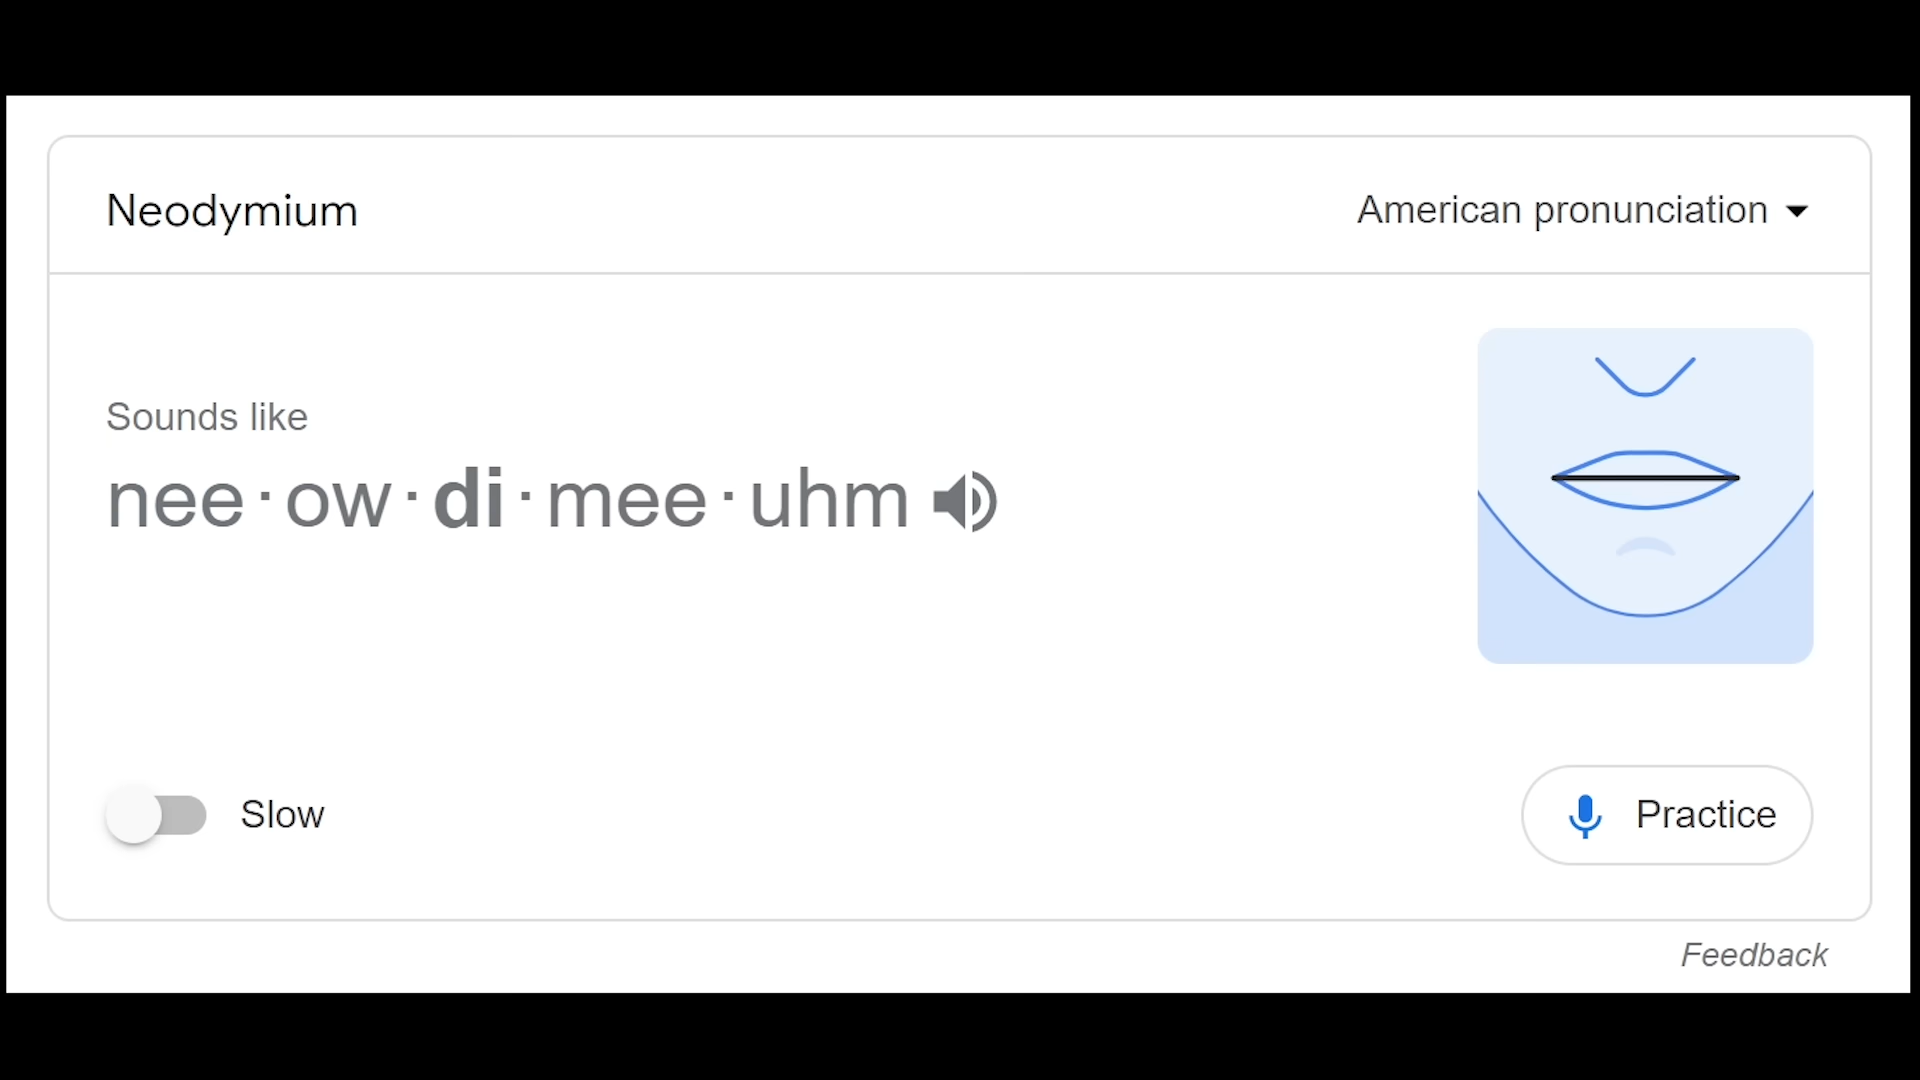 Neodymium
American pronunciation
Sounds like
nee·ow·di·mee·uhm
Slow
Practice
Feedback